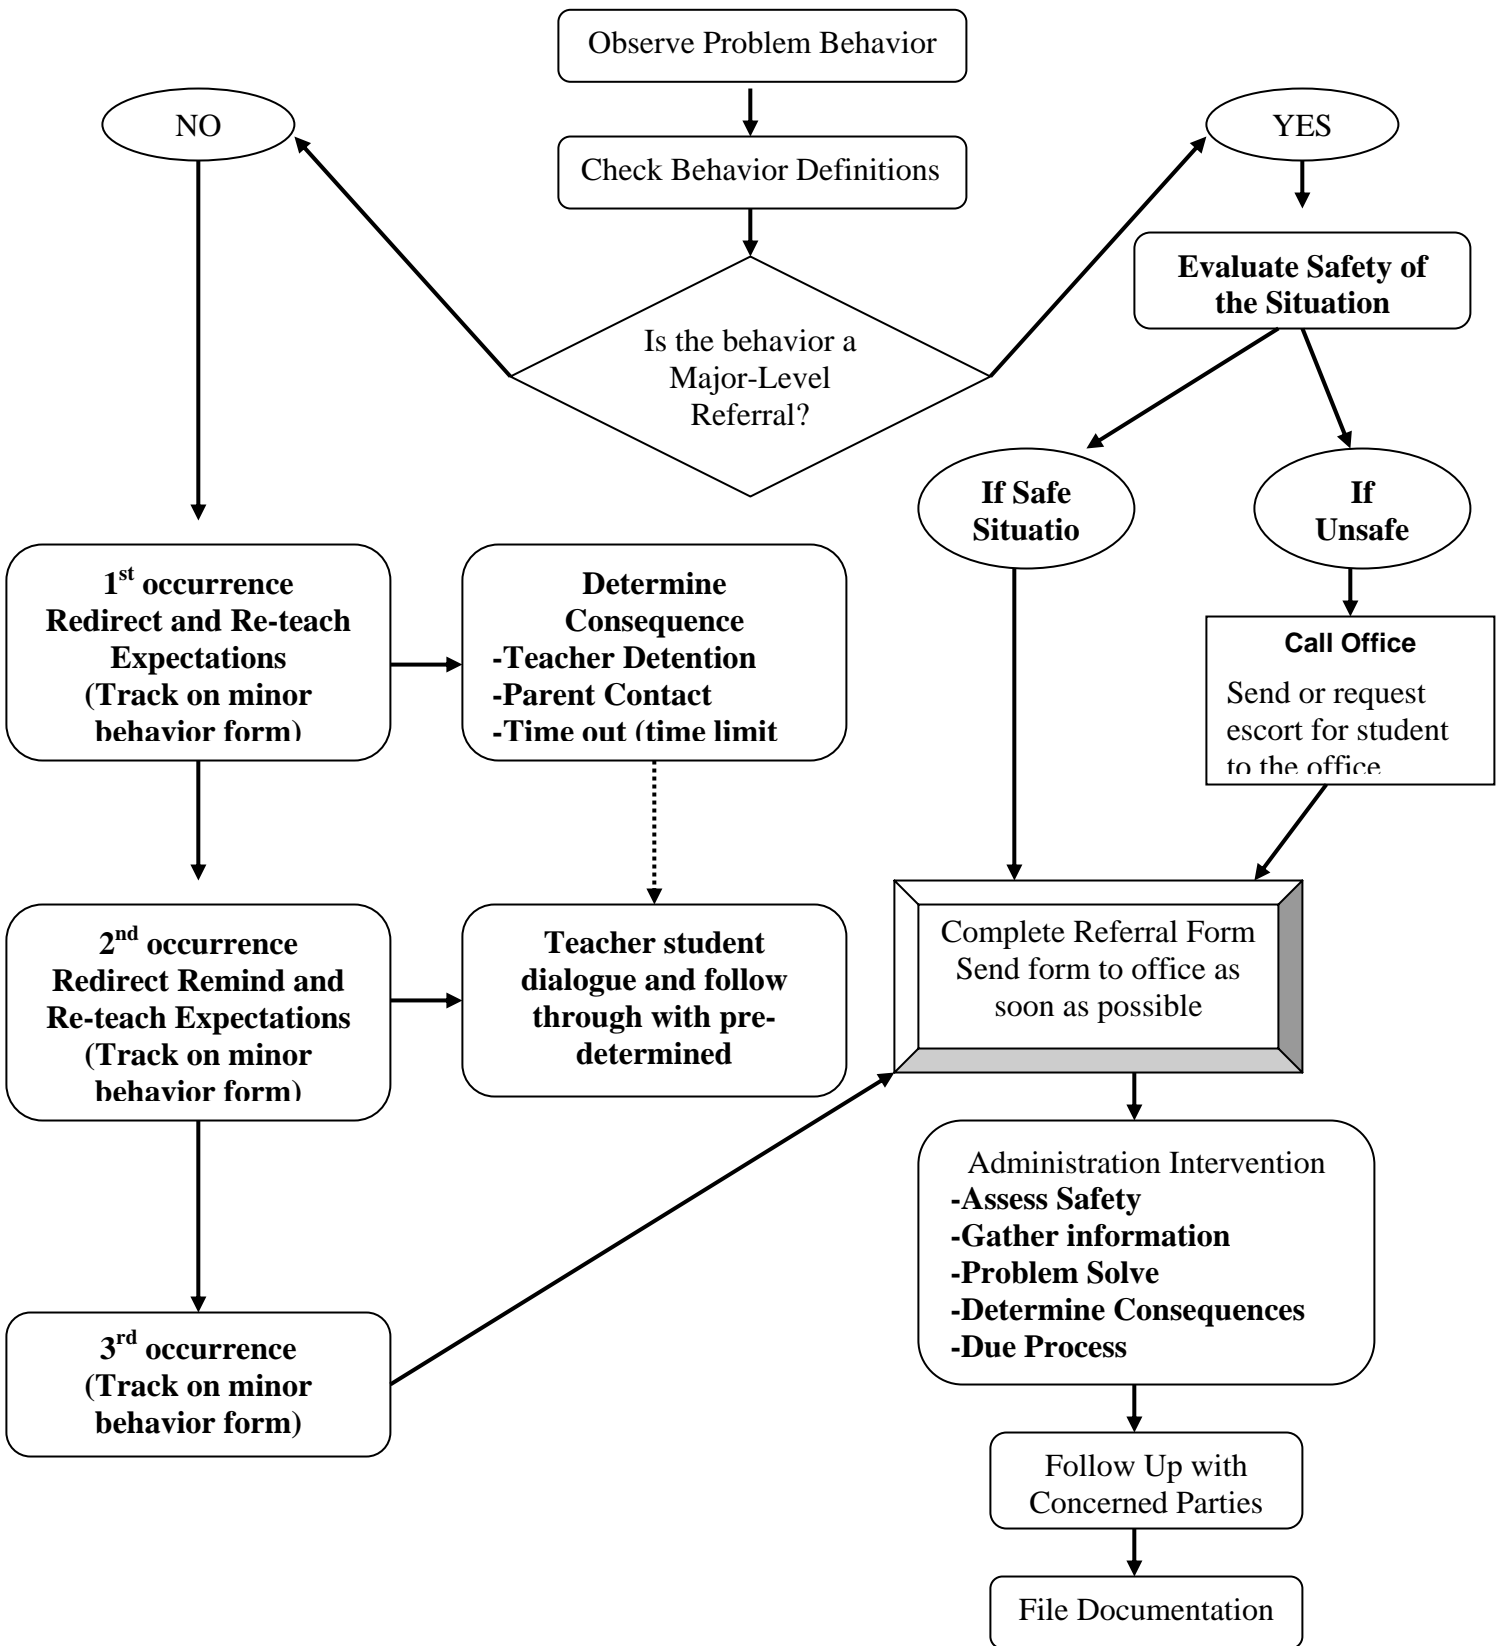 Observe Problem Behavior
NO
YES
Check Behavior Definitions
Is the behavior a
Major-Level
Referral?
Evaluate Safety of
the Situation
If Safe
Situatio
If
Unsafe
1st occurrence
Redirect and Re-teach
Expectations
(Track on minor
behavior form)
Determine
Consequence
-Teacher Detention
-Parent Contact
-Time out (time limit
Call Office
Send or request
escort for student
to the office
2nd occurrence
Redirect Remind and
Re-teach Expectations
(Track on minor
behavior form)
Teacher student
dialogue and follow
through with pre-
determined
Complete Referral Form
Send form to office as
soon as possible
Administration Intervention
-Assess Safety
-Gather information
-Problem Solve
-Determine Consequences
-Due Process
3rd occurrence
(Track on minor
behavior form)
Follow Up with
Concerned Parties
File Documentation